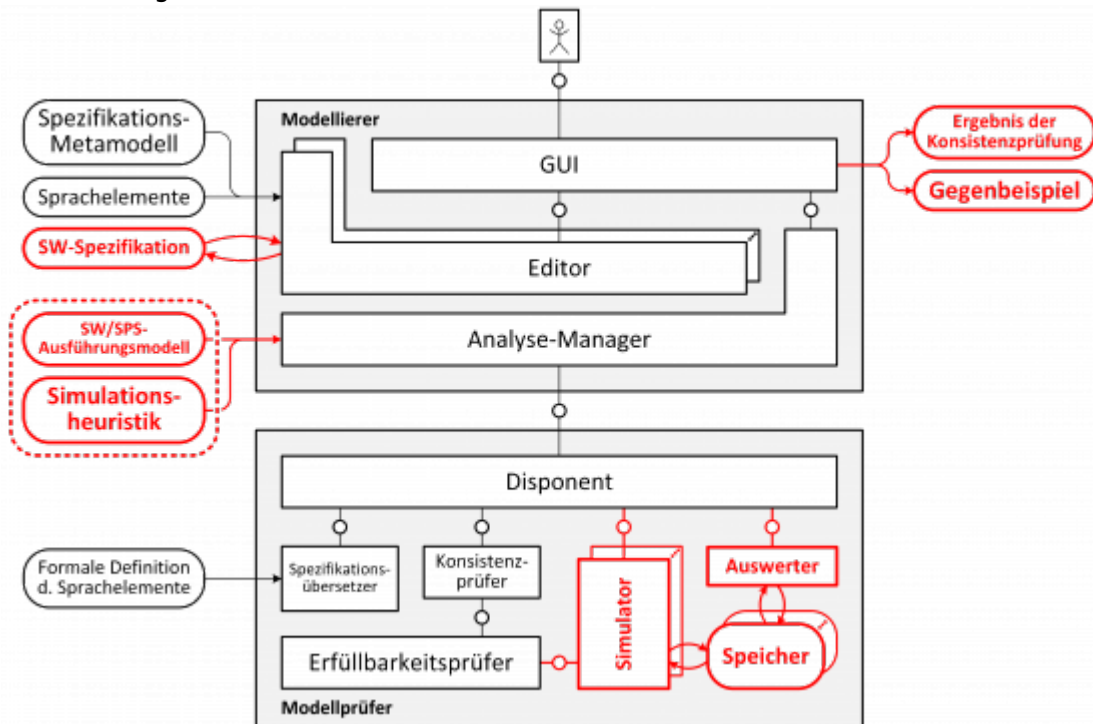 Spezifikations-
Metamodell
Sprachelemente
SW-Spezifikation
SW/SPS-
Ausführungsmodell
Simulations-
heuristik
Modellierer
GUI
Editor
Analyse-Manager
Ergebnis der
Konsistenzprüfung
Gegenbeispiel
Disponent
Formale Definition
d. Sprachelemente
Spezifikations-
übersetzer
Konsistenz-
prüfer
Simulator
Auswerter
Speicher
Erfüllbarkeitsprüfer
Modellprüfer